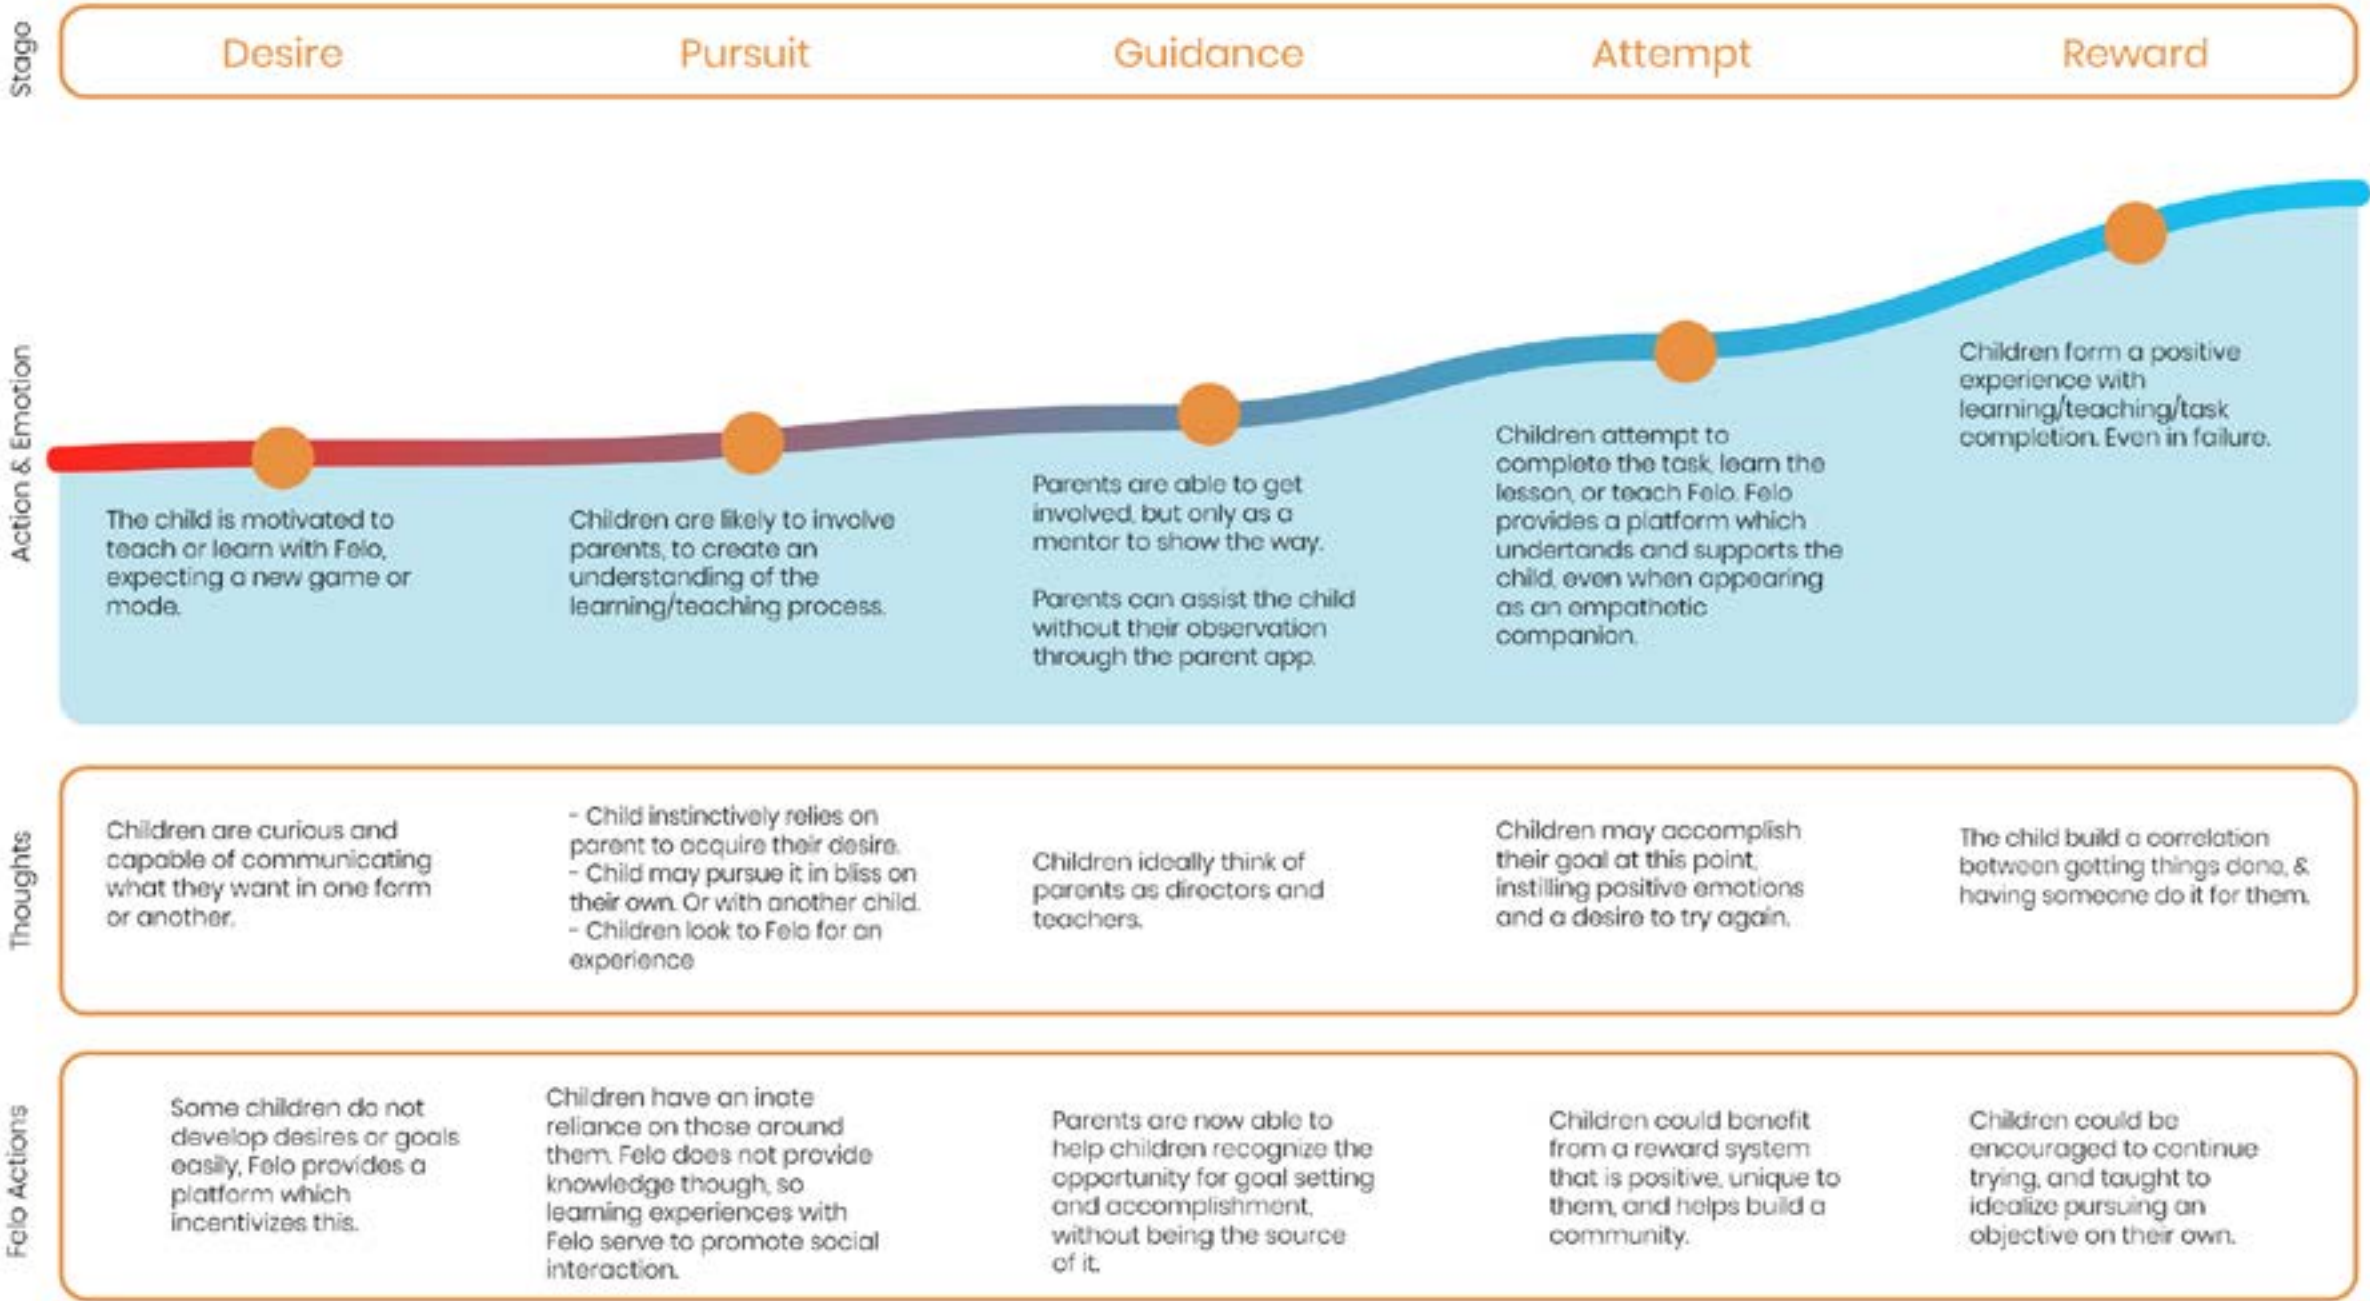 Stage
Desire
Pursuit
Guidance
Attempt
Reward
Action & Emotion
The child is motivated to
teach or learn with Felo,
expecting a new game or
mode.
Children are likely to involve
parents, to create an
understanding of the
learning/teaching process.
Parents are able to get
involved, but only as a
mentor to show the way.
Parents can assist the child
without their observation
through the parent app.
Children attempt to
complete the task, learn the
lesson, or teach Felo. Felo
provides a platform which
undertands and supports the
child, even when appearing
as an empathetic
companion.
Children form a positive
experience with
learning/teaching/task
completion. Even in failure.
Thoughts
Children are curious and
capable of communicating
what they want in one form
or another.
- Child instinctively relies on
parent to acquire their desire.
- Child may pursue it in bliss on
their own. Or with another child.
- Children look to Felo for an
experience
Children ideally think of
parents as directors and
teachers.
Children may accomplish
their goal at this point,
instilling positive emotions
and a desire to try again.
The child build a correlation
between getting things done, &
having someone do it for them.
Felo Actions
Some children do not
develop desires or goals
easily, Felo provides a
platform which
incentivizes this.
Children have an inate
reliance on those around
them. Felo does not provide
knowledge though, so
learning experiences with
Felo serve to promote social
interaction.
Parents are now able to
help children recognize the
opportunity for goal setting
and accomplishment,
without being the source
of it.
Children could benefit
from a reward system
that is positive, unique to
them, and helps build a
community.
Children could be
encouraged to continue
trying, and taught to
idealize pursuing an
objective on their own.